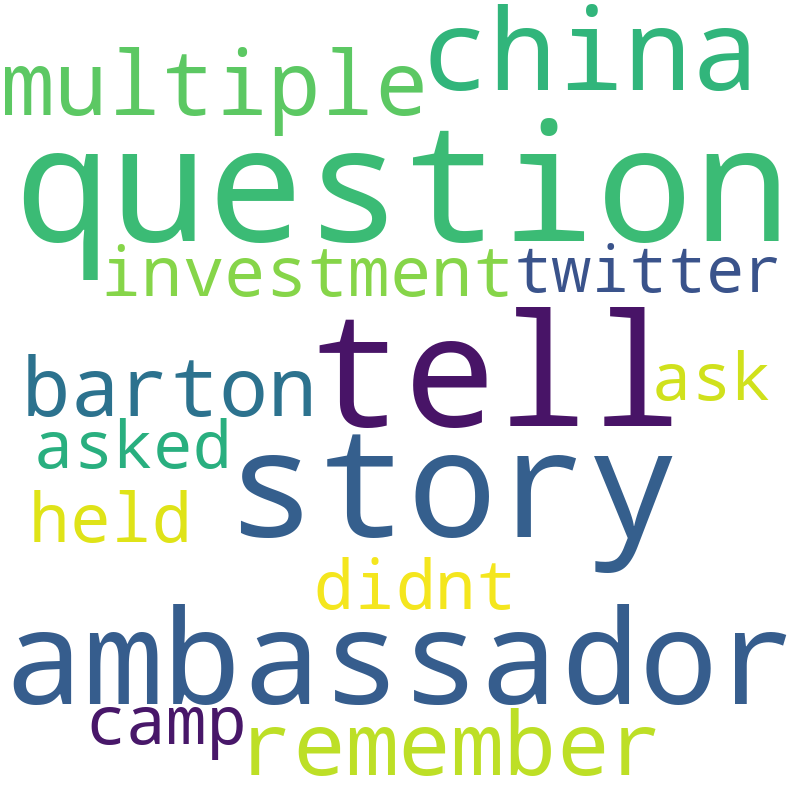 china
multiple
question
investment twitter
tell
barton ask
asked story
held
didnt
ambassador
camp remember